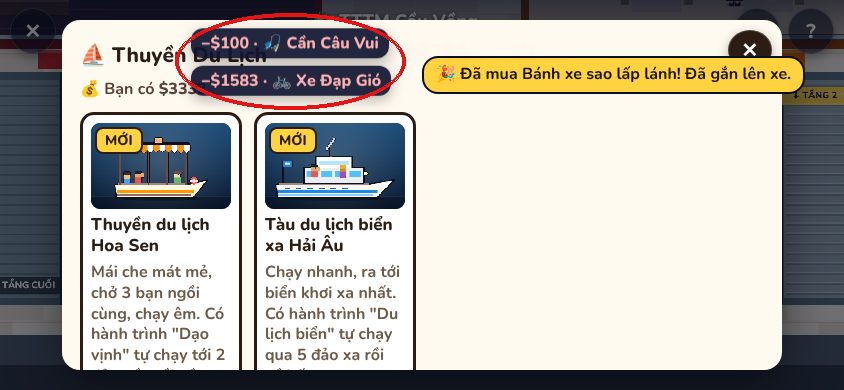 TTTM Cầu Vồng
×
?
⛵ Thuyền Du Lịch
×
–$100 · 🎣 Cần Câu Vui
–$1583 · 🚲 Xe Đạp Gió
🎉 Đã mua Bánh xe sao lấp lánh! Đã gắn lên xe.
💰 Bạn có $333
↕ TẦNG 2
MỚI
Thuyền du lịch
Hoa Sen
Mái che mát mẻ,
chở 3 bạn ngồi
cùng, chạy êm. Có
hành trình "Dạo
vịnh" tự chạy tới 2
MỚI
Tàu du lịch biển
xa Hải Âu
Chạy nhanh, ra tới
biển khơi xa nhất.
Có hành trình "Du
lịch biển" tự chạy
qua 5 đảo xa rồi
TẦNG CUỐI